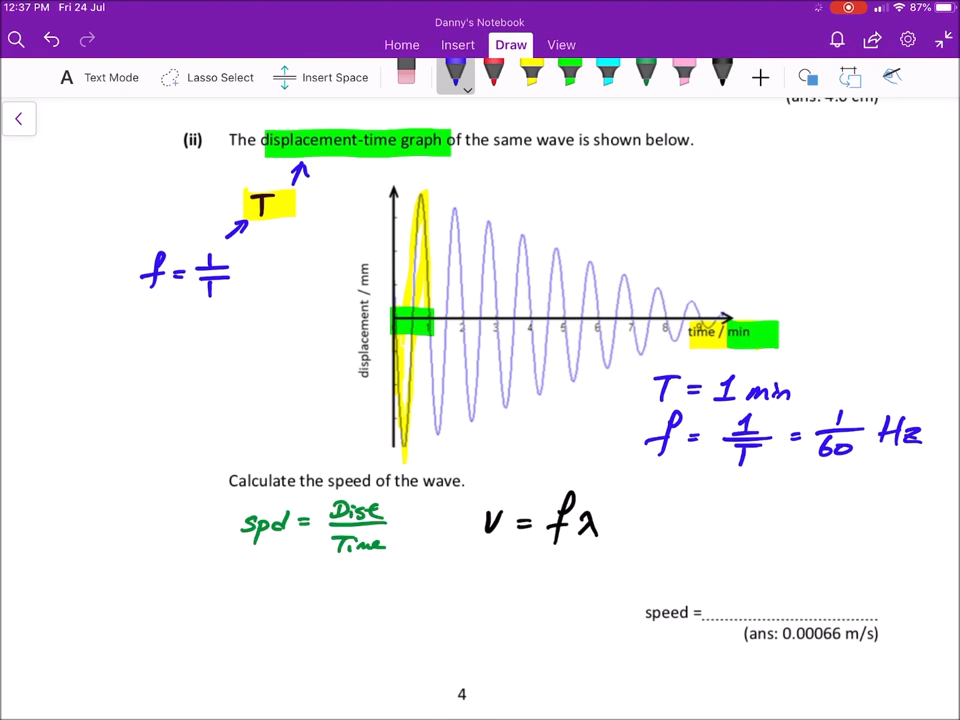 12:37 PM Fri 24 Jul
87%
Danny's Notebook
Home Insert Draw View
A Text Mode Lasso Select Insert Space
(ii) The displacement-time graph of the same wave is shown below.
T
f = 1/T
displacement / mm
1 2 3 4 5 6 7 8 9
time / min
T = 1 min
f = 1/T = 1/60 Hz
Calculate the speed of the wave.
spd = Dist/Time
v = fλ
speed =
(ans: 0.00066 m/s)
4